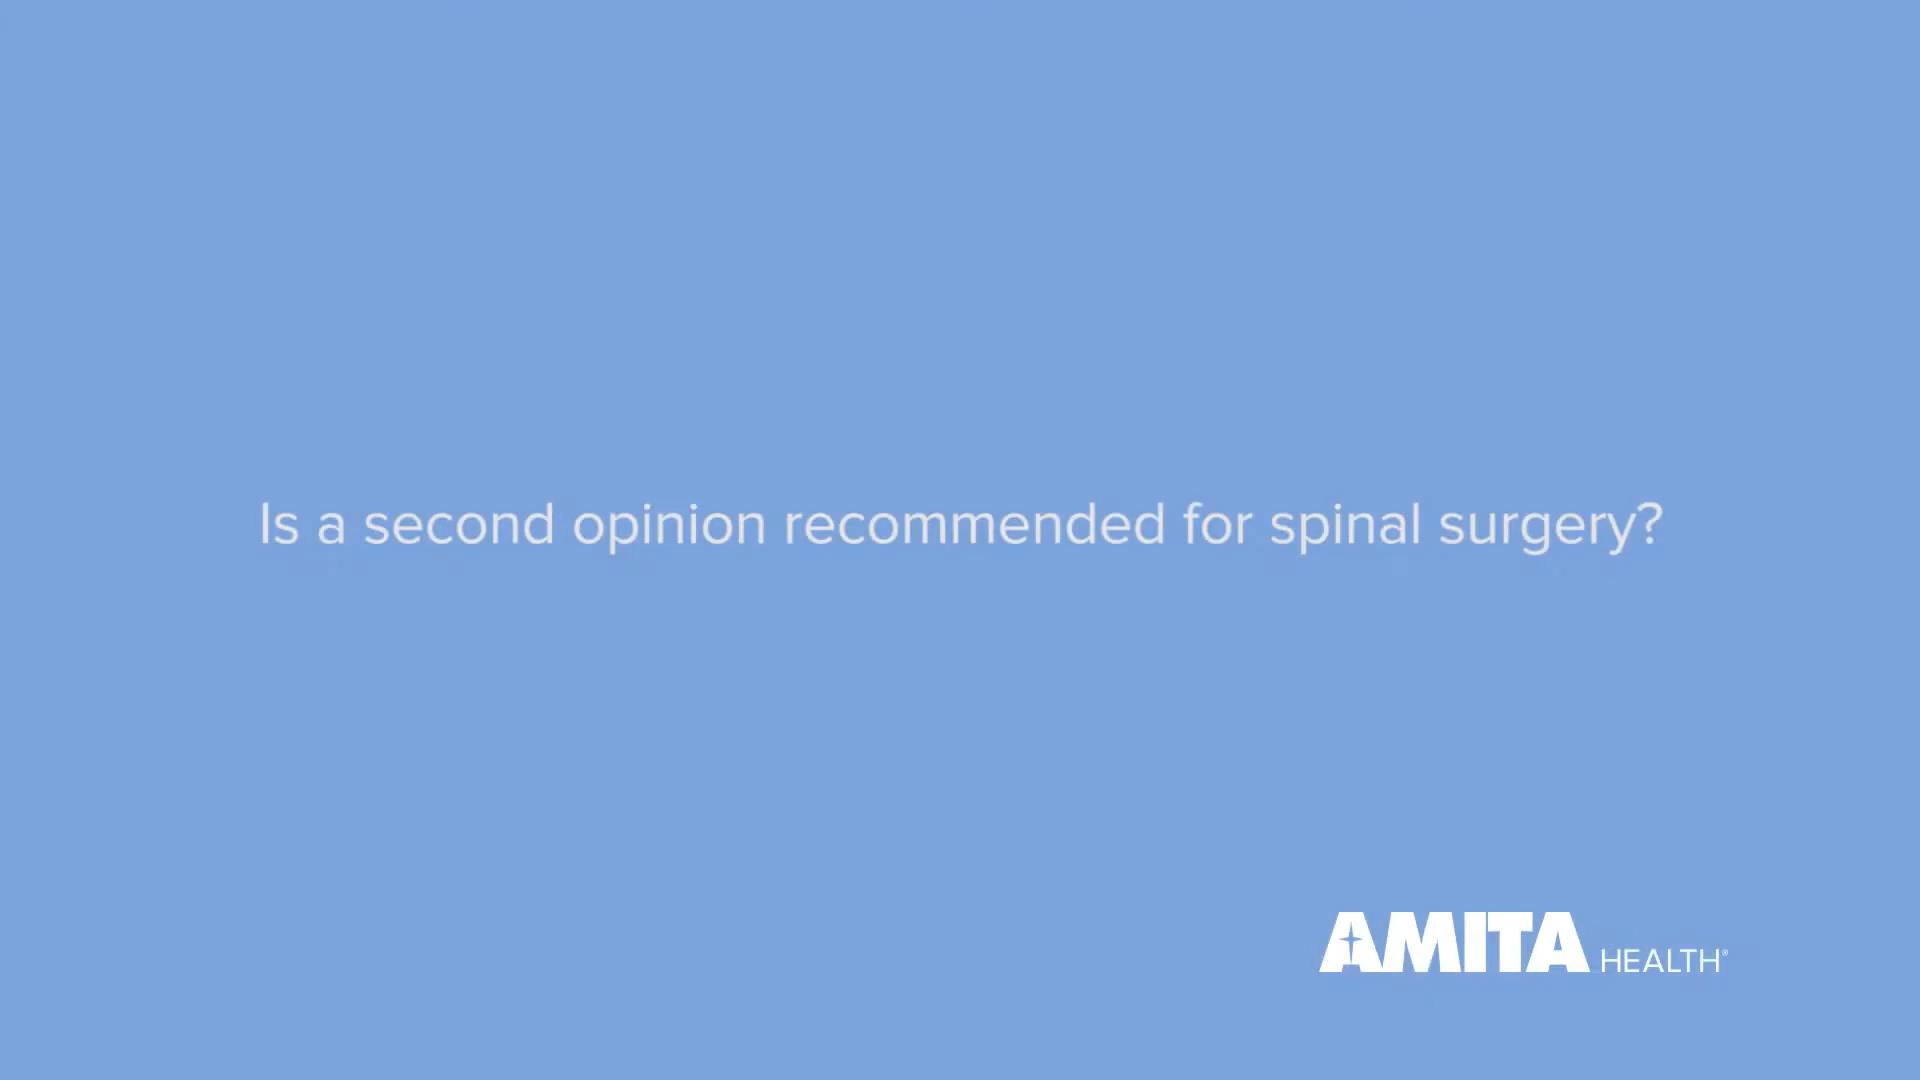 Is a second opinion recommended for spinal surgery?
AMITA HEALTH®